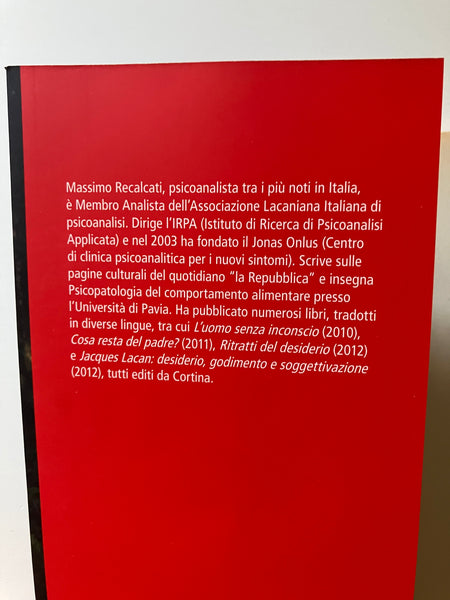 Massimo Recalcati, psicoanalista tra i più noti in Italia,
è Membro Analista dell'Associazione Lacaniana Italiana di
psicoanalisi. Dirige l'IRPA (Istituto di Ricerca di Psicoanalisi
Applicata) e nel 2003 ha fondato il Jonas Onlus (Centro
di clinica psicoanalitica per i nuovi sintomi). Scrive sulle
pagine culturali del quotidiano "la Repubblica" e insegna
Psicopatologia del comportamento alimentare presso
l'Università di Pavia. Ha pubblicato numerosi libri, tradotti
in diverse lingue, tra cui L'uomo senza inconscio (2010),
Cosa resta del padre? (2011), Ritratti del desiderio (2012)
e Jacques Lacan: desiderio, godimento e soggettivazione
(2012), tutti editi da Cortina.